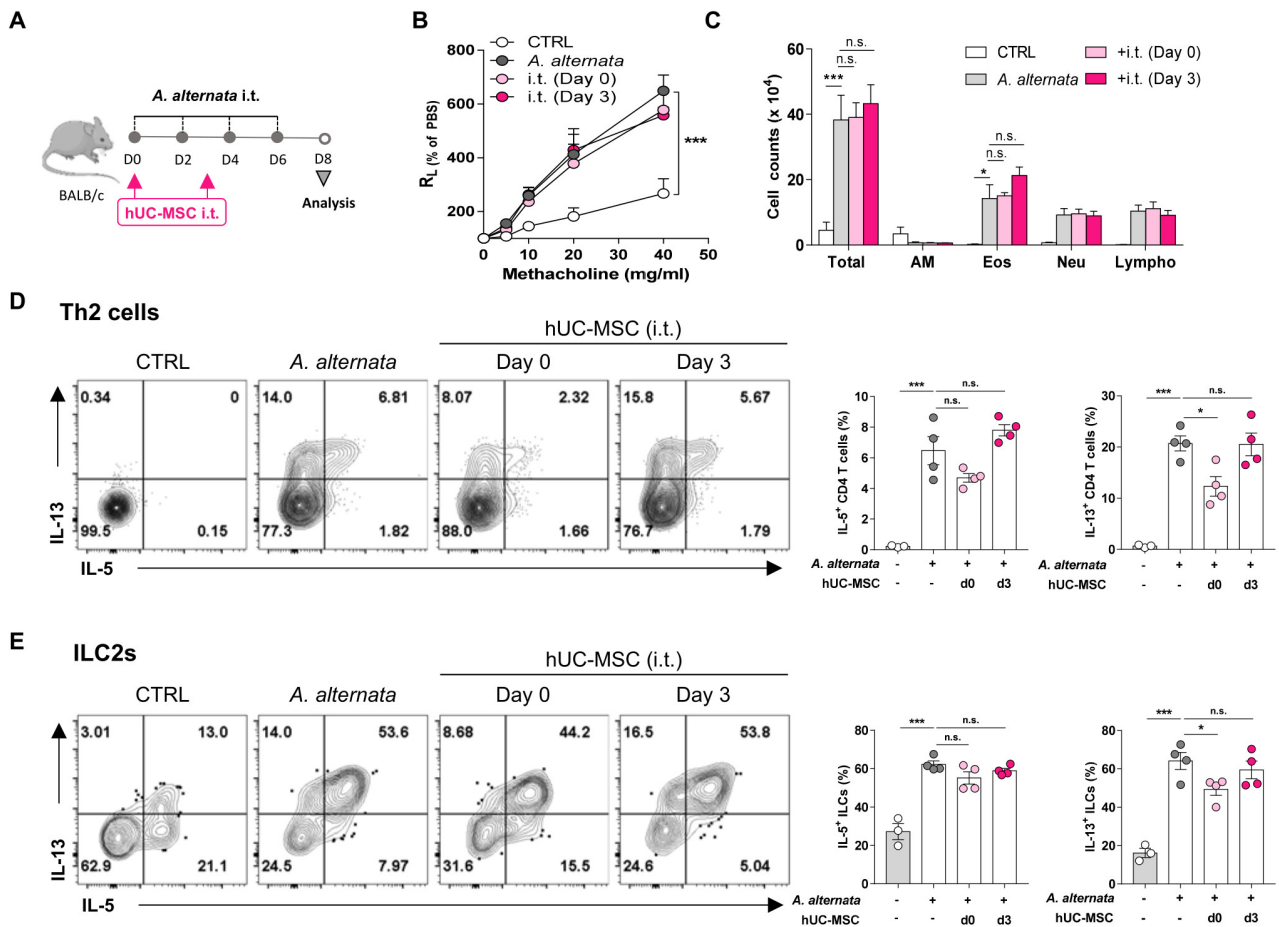 A
A. alternata i.t.
D0
D2
D4
D6
D8
BALB/c
hUC-MSC i.t.
Analysis
B
CTRL
A. alternata
i.t. (Day 0)
i.t. (Day 3)
800
600
400
200
R_L (% of PBS)
***
0 10 20 30 40 50
Methacholine (mg/ml)
C
CTRL
A. alternata
+i.t. (Day 0)
+i.t. (Day 3)
60
40
20
0
Cell counts (x 10⁴)
n.s.
n.s.
***
n.s.
n.s.
*
Total AM Eos Neu Lympho
D
Th2 cells
hUC-MSC (i.t.)
CTRL A. alternata Day 0 Day 3
0.34 0 14.0 6.81 8.07 2.32 15.8 5.67
99.5 0.15 77.3 1.82 88.0 1.66 76.7 1.79
IL-13
IL-5
IL-5⁺ CD4 T cells (%)
10
8
6
4
2
0
*** n.s.
n.s.
A. alternata - + + +
hUC-MSC - - d0 d3
IL-13⁺ CD4 T cells (%)
30
20
10
0
*** n.s.
*
A. alternata - + + +
hUC-MSC - - d0 d3
E
ILC2s
hUC-MSC (i.t.)
CTRL A. alternata Day 0 Day 3
3.01 13.0 14.0 53.6 8.68 44.2 16.5 53.8
62.9 21.1 24.5 7.97 31.6 15.5 24.6 5.04
IL-13
IL-5
IL-5⁺ ILCs (%)
80
60
40
20
0
*** n.s.
n.s.
A. alternata - + + +
hUC-MSC - - d0 d3
IL-13⁺ ILCs (%)
80
60
40
20
0
*** n.s.
*
A. alternata - + + +
hUC-MSC - - d0 d3